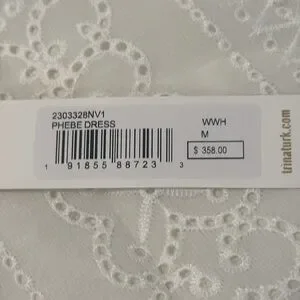 2303328NV1
PHEBE DRESS
WWH
M
$ 358.00
1 91855 88723 3
trinaturk.com